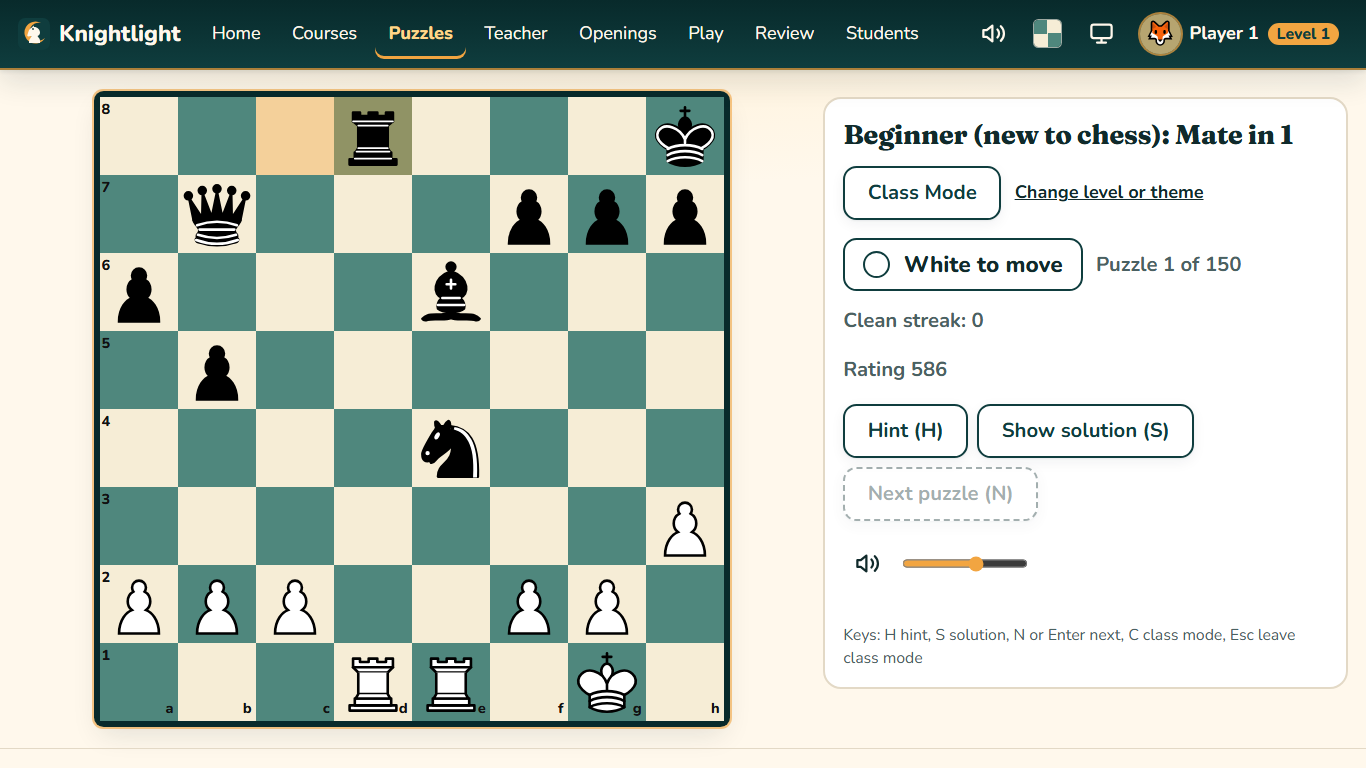 Knightlight Home Courses Puzzles Teacher Openings Play Review Students Player 1 Level 1
8
7
6
5
4
3
2
1
a b c d e f g h
Beginner (new to chess): Mate in 1
Class Mode Change level or theme
White to move Puzzle 1 of 150
Clean streak: 0
Rating 586
Hint (H) Show solution (S)
Next puzzle (N)
Keys: H hint, S solution, N or Enter next, C class mode, Esc leave
class mode